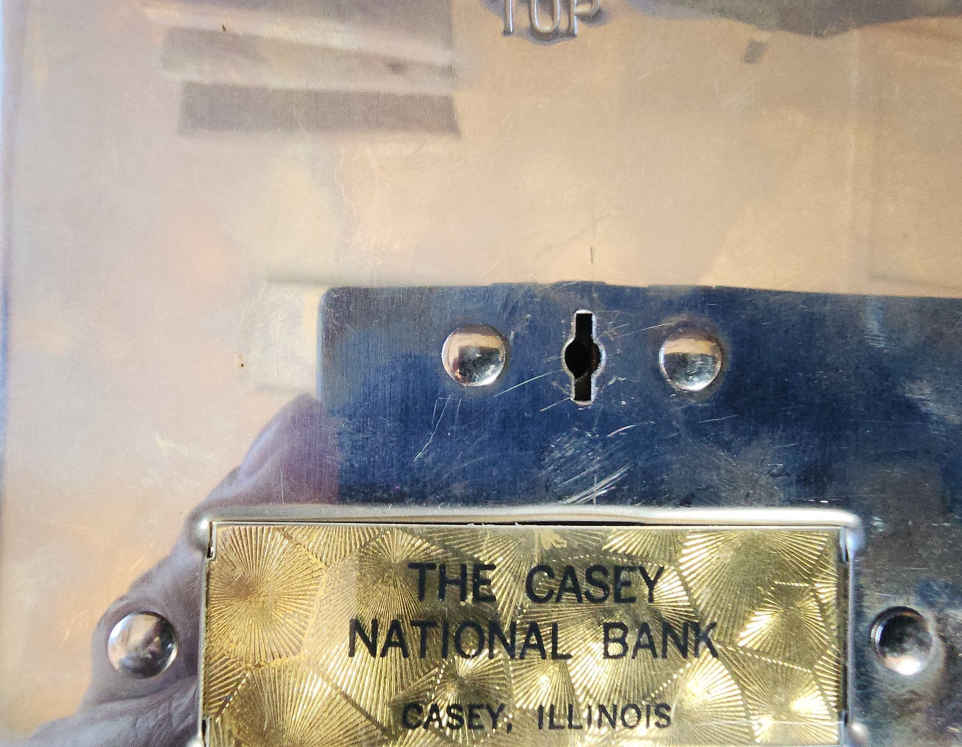 TOP
THE CASEY
NATIONAL BANK
CASEY, ILLINOIS